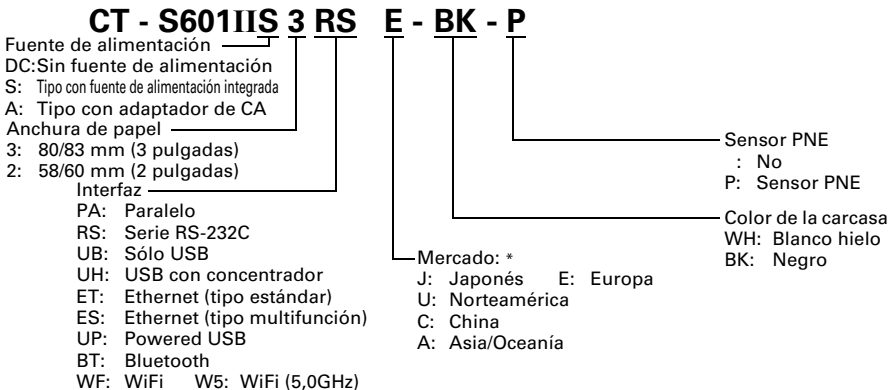 CT - S601IIS 3 RS E - BK - P
Fuente de alimentación
DC:Sin fuente de alimentación
S: Tipo con fuente de alimentación integrada
A: Tipo con adaptador de CA
Anchura de papel
3: 80/83 mm (3 pulgadas)
2: 58/60 mm (2 pulgadas)
Interfaz
PA: Paralelo
RS: Serie RS-232C
UB: Sólo USB
UH: USB con concentrador
ET: Ethernet (tipo estándar)
ES: Ethernet (tipo multifunción)
UP: Powered USB
BT: Bluetooth
WF: WiFi W5: WiFi (5,0GHz)
Mercado: *
J: Japonés E: Europa
U: Norteamérica
C: China
A: Asia/Oceanía
Sensor PNE
: No
P: Sensor PNE
Color de la carcasa
WH: Blanco hielo
BK: Negro